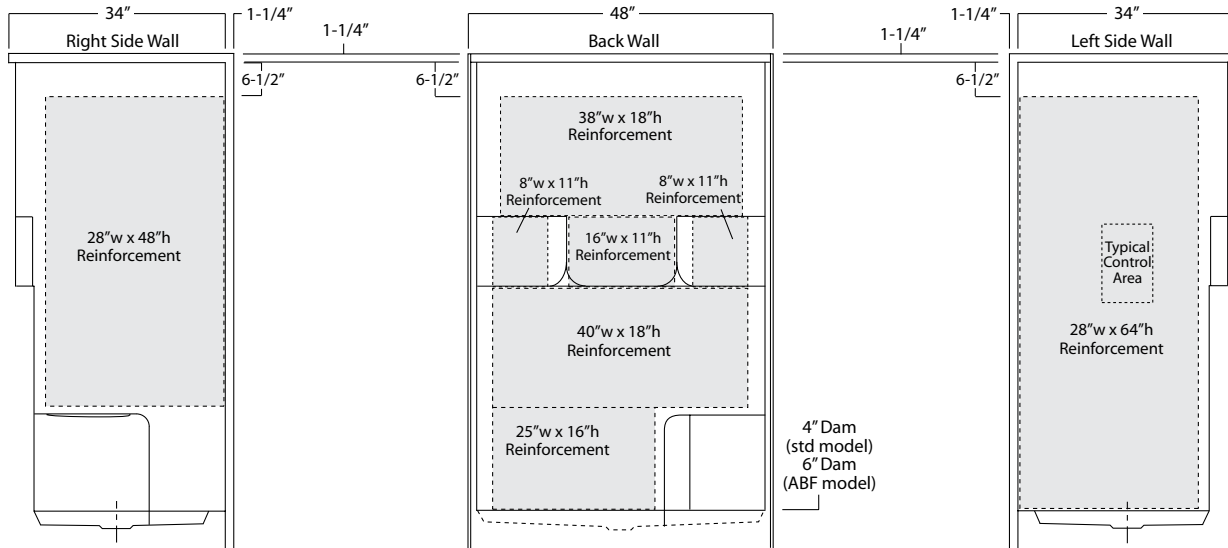 34”
1-1/4”
48”
1-1/4”
34”
Right Side Wall
1-1/4”
Back Wall
1-1/4”
Left Side Wall
6-1/2”
6-1/2”
6-1/2”
38”w x 18”h
Reinforcement
8”w x 11”h
Reinforcement
8”w x 11”h
Reinforcement
28”w x 48”h
Reinforcement
16”w x 11”h
Reinforcement
Typical
Control
Area
40”w x 18”h
Reinforcement
28”w x 64”h
Reinforcement
25”w x 16”h
Reinforcement
4” Dam
(std model)
6” Dam
(ABF model)